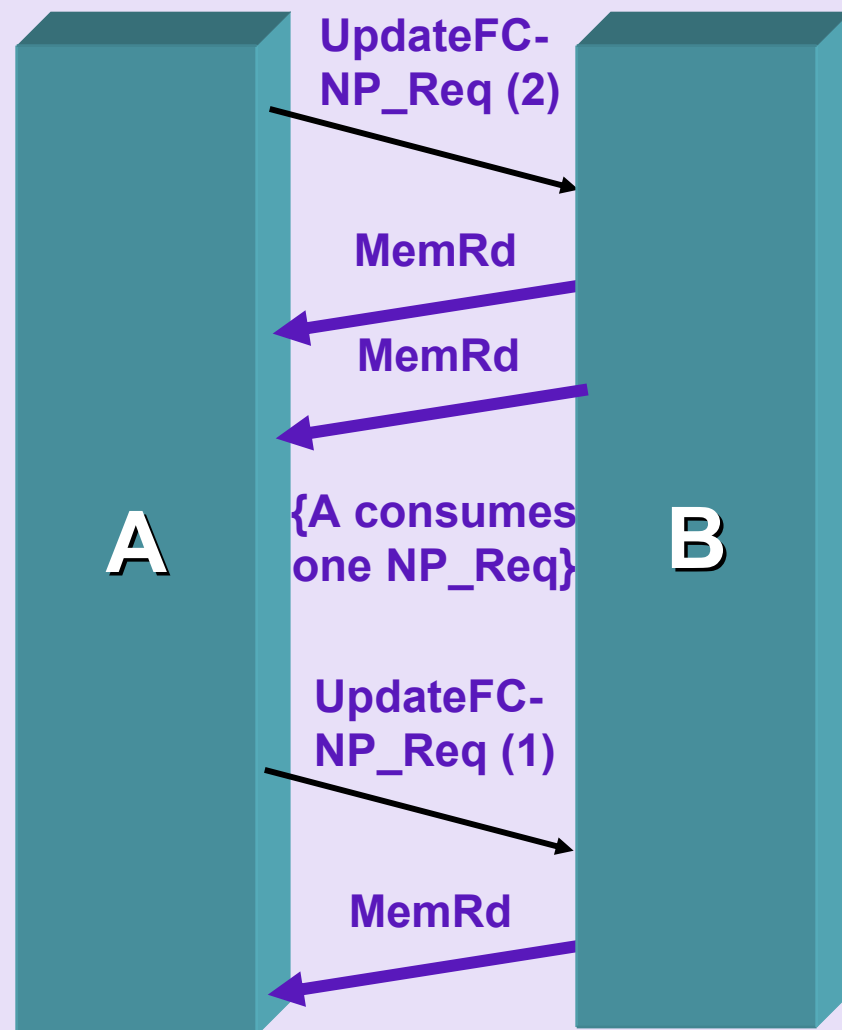 UpdateFC-
NP_Req (2)
MemRd
MemRd
{A consumes
one NP_Req}
A
B
UpdateFC-
NP_Req (1)
MemRd